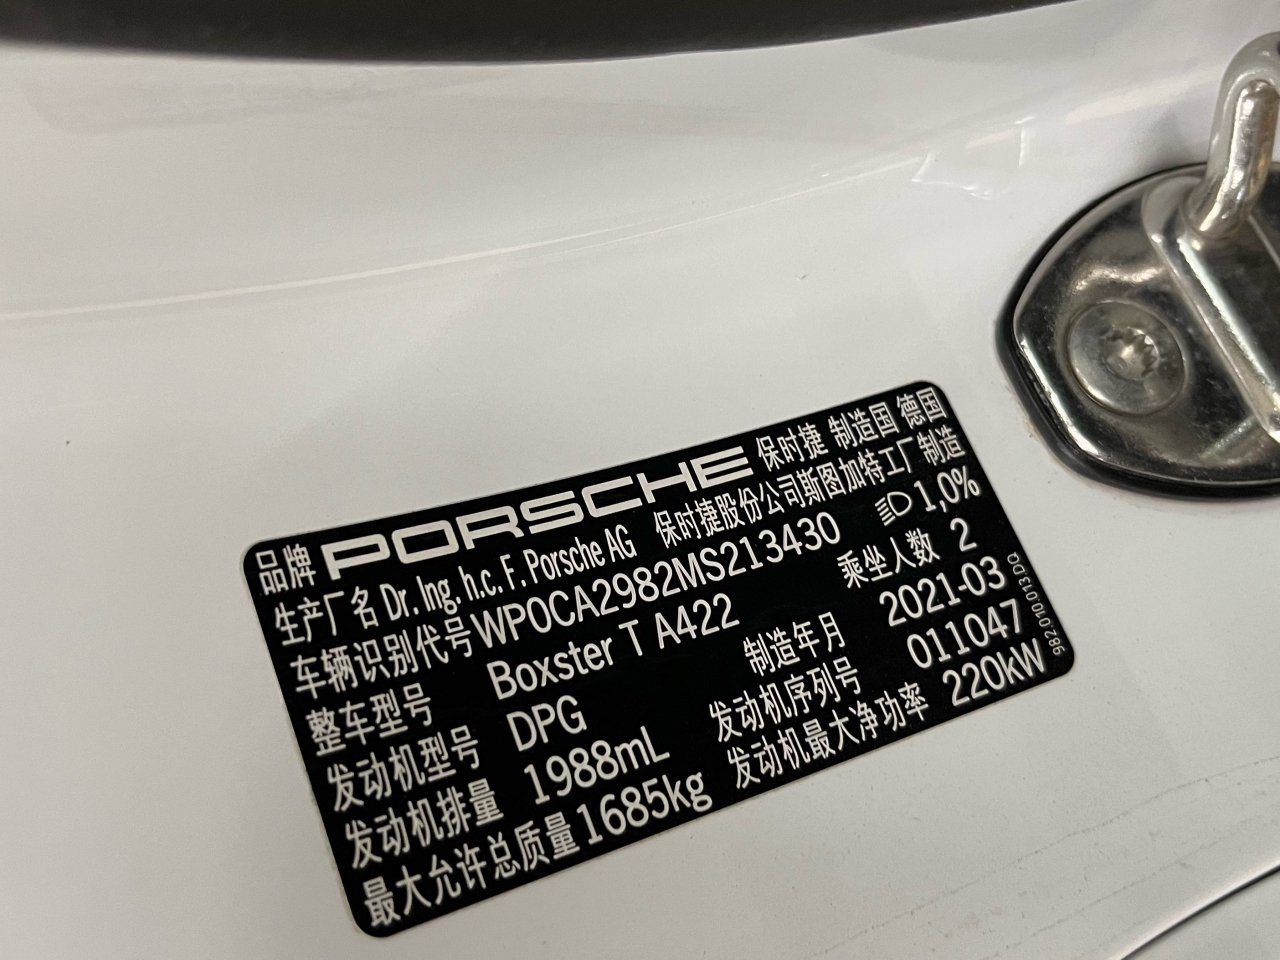 品牌 PORSCHE 保时捷 制造国 德国
生产厂名 Dr. Ing. h.c. F. Porsche AG 保时捷股份公司斯图加特工厂 制造
车辆识别代号 WP0CA2982MS213430 1,0%
整车型号 Boxster T A422 乘坐人数 2
发动机型号 DPG 制造年月 2021-03
发动机排量 1988mL 发动机序列号 011047
最大允许总质量 1685kg 发动机最大净功率 220kW
982.010.013.DQ